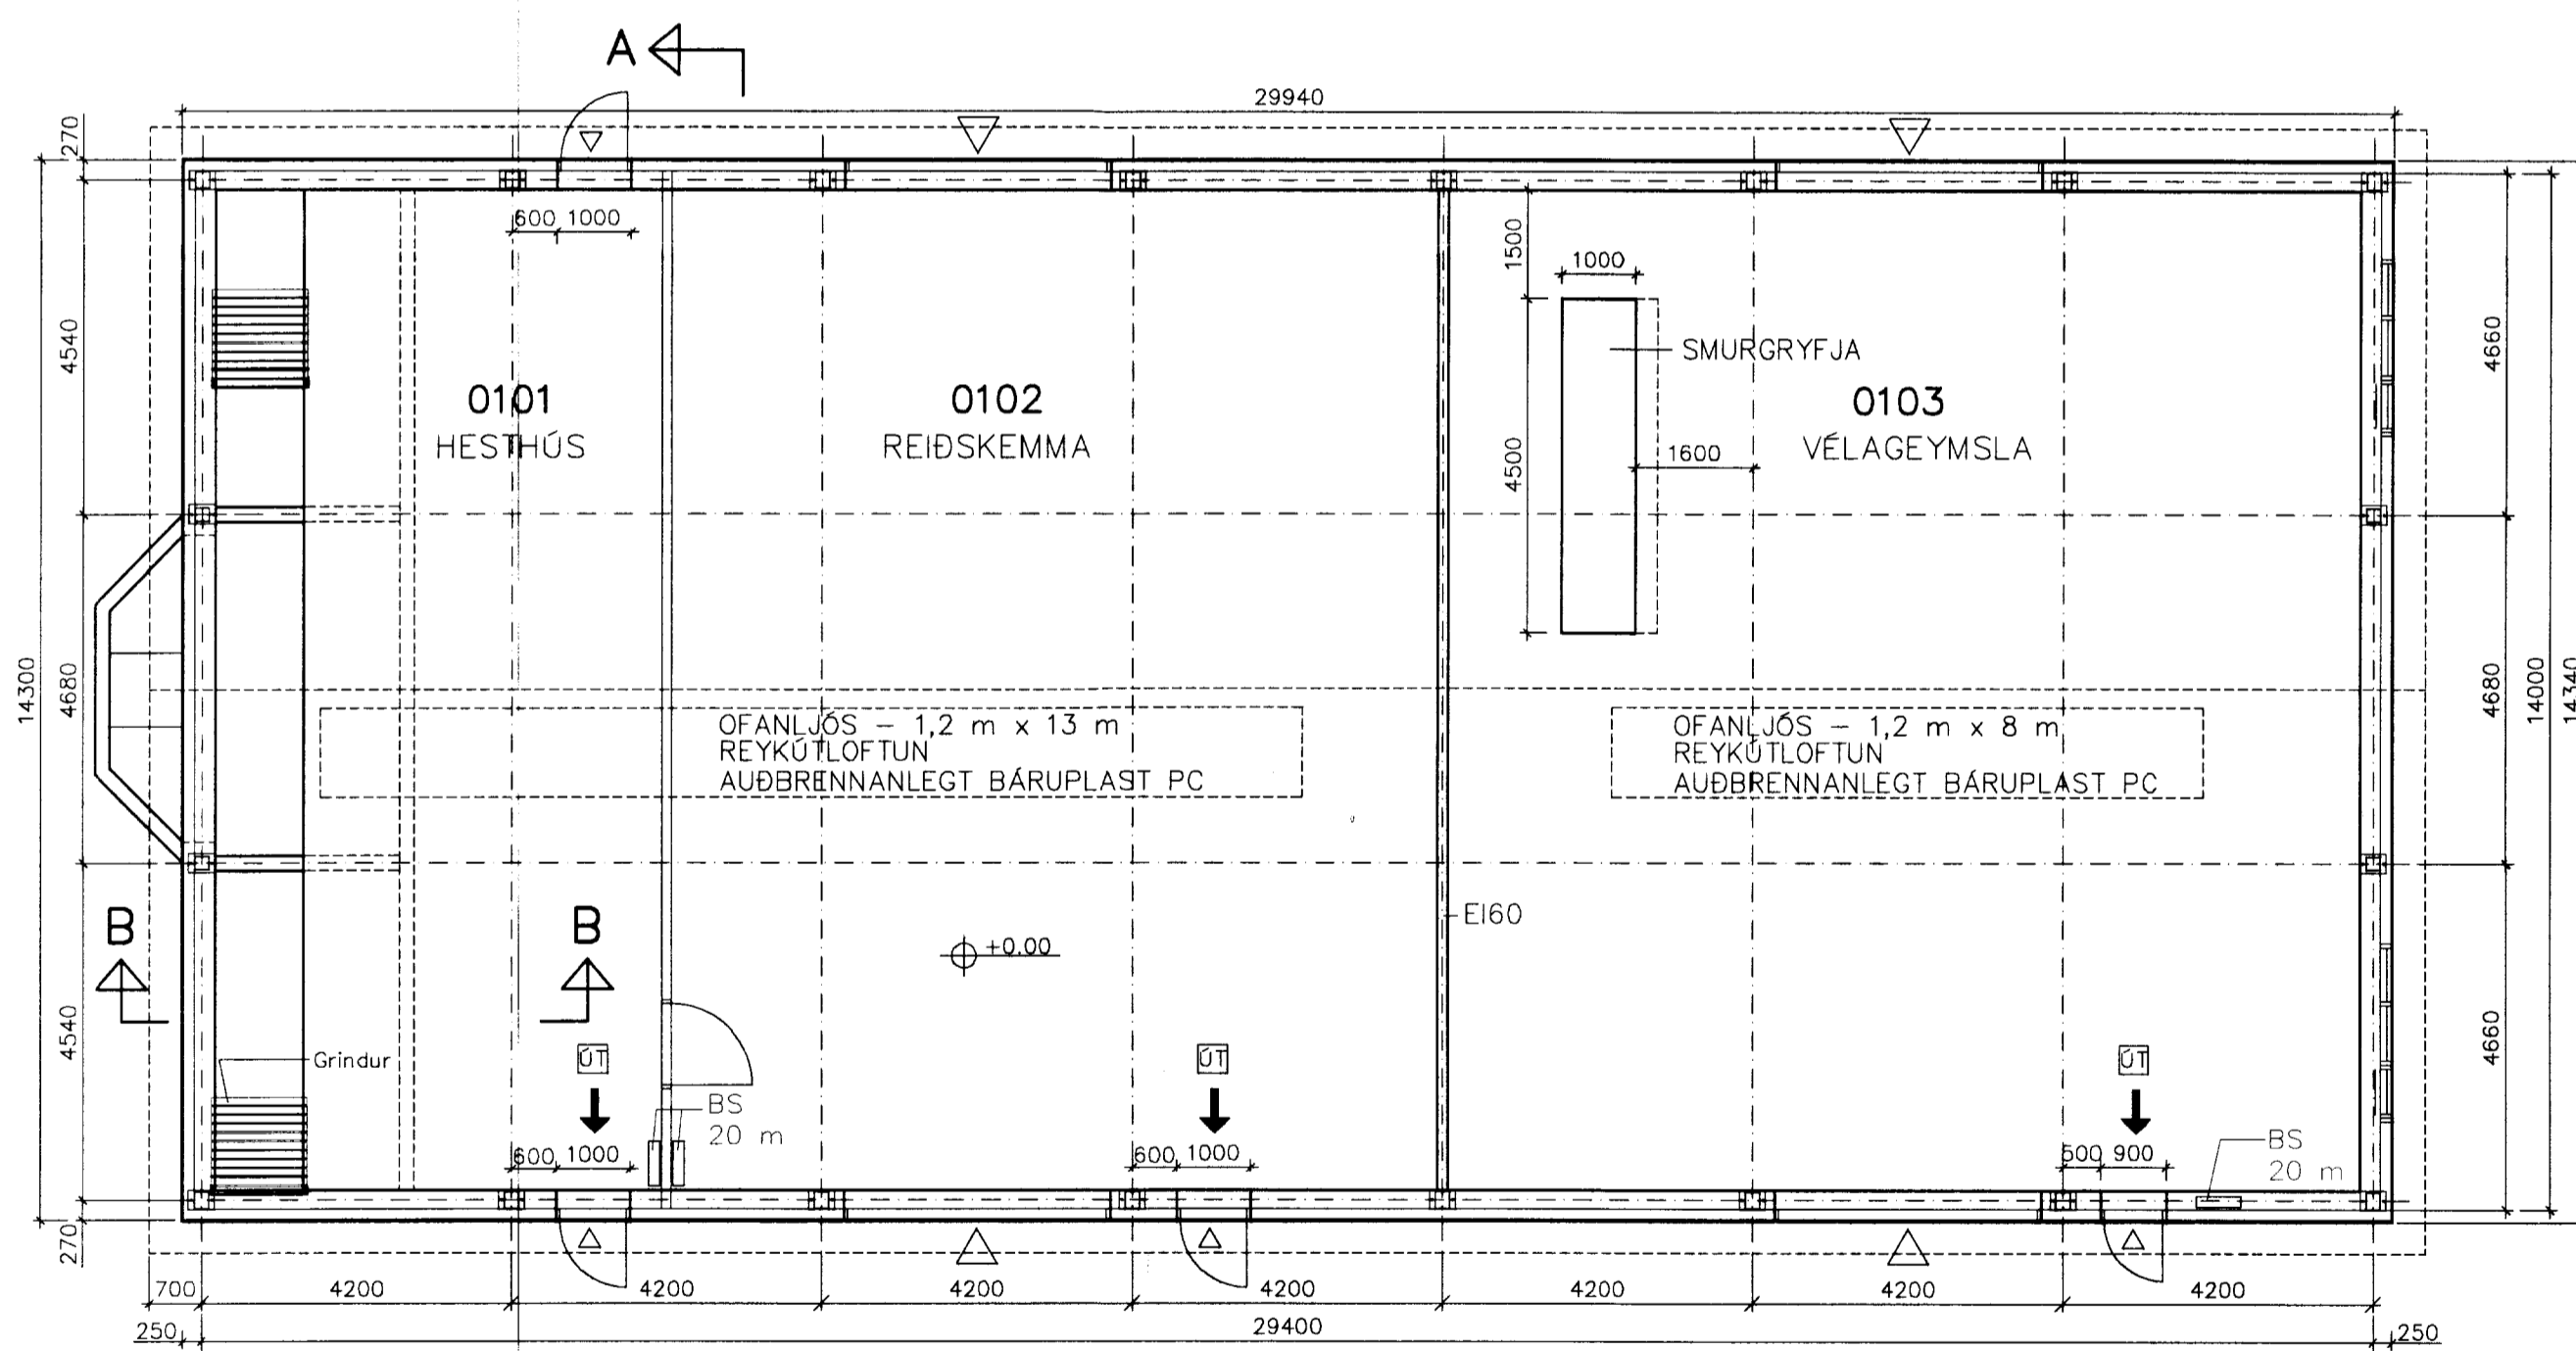 A
29940
270
600 1000
1500
1000
4540
4660
SMURGRYFJA
0101
HESTHÚS
0102
REIÐSKEMMA
0103
VÉLAGEYMSLA
4500
1600
14300
4680
4680
14000
14340
OFANLJÓS – 1,2 m x 13 m
REYKÚTLOFTUN
AUÐBRENNANLEGT BÁRUPLAST PC
OFANLJÓS – 1,2 m x 8 m
REYKÚTLOFTUN
AUÐBRENNANLEGT BÁRUPLAST PC
B
B
EI60
+0.00
4540
4660
Grindur
ÚT
ÚT
ÚT
BS
20 m
600 1000
600 1000
500 900
BS
20 m
270
700
4200
4200
4200
4200
4200
4200
4200
250
29400
250